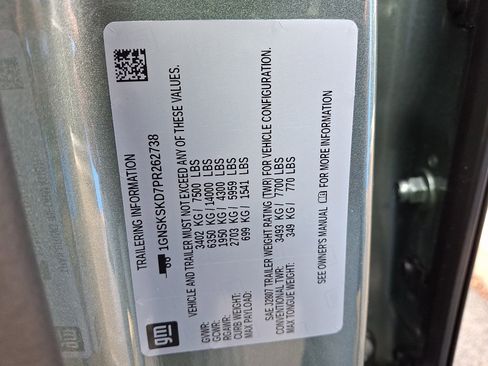 TRAILERING INFORMATION
1GNSKSKD7PR262738
VEHICLE AND TRAILER MUST NOT EXCEED ANY OF THESE VALUES.
GVWR: 3402 KG/ 7500 LBS
GCWR: 6350 KG/ 14000 LBS
RGAWR: 1950 KG/ 4300 LBS
CURB WEIGHT: 2703 KG/ 5959 LBS
MAX PAYLOAD: 699 KG/ 1541 LBS
SAE J2807 TRAILER WEIGHT RATING (TWR) FOR VEHICLE CONFIGURATION.
CONVENTIONAL TWR: 3493 KG/ 7700 LBS
MAX TONGUE WEIGHT: 349 KG/ 770 LBS
SEE OWNER'S MANUAL FOR MORE INFORMATION
gm